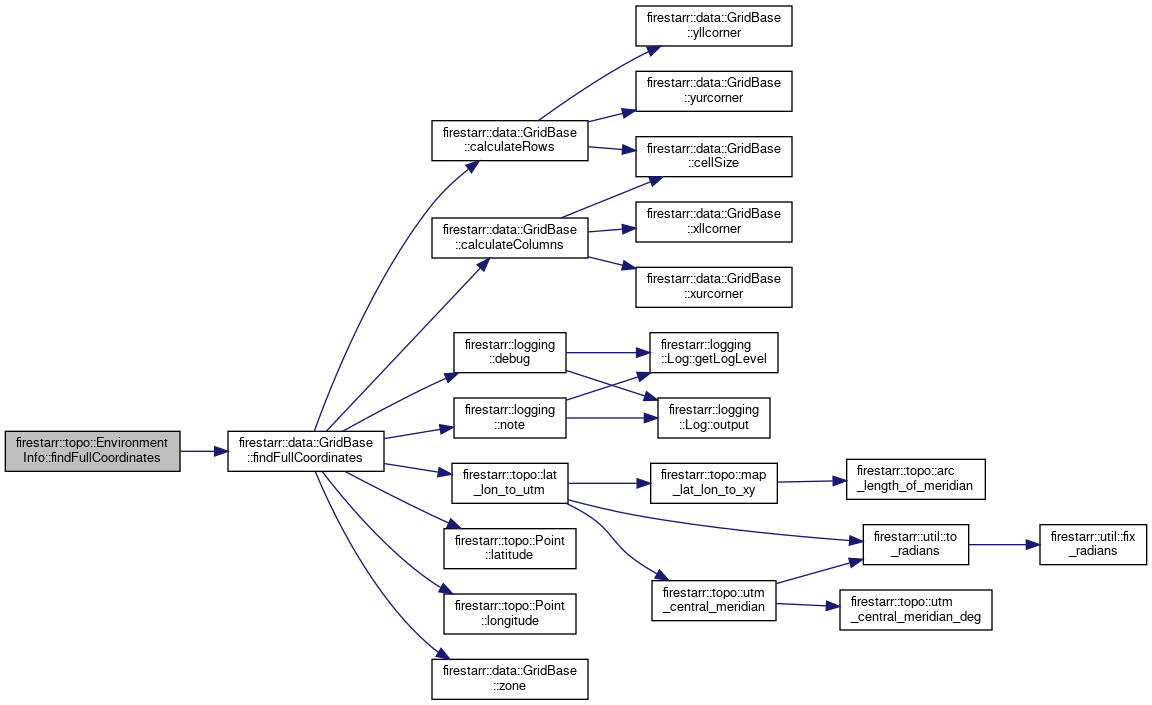 firestarr::topo::Environment
Info::findFullCoordinates
firestarr::data::GridBase
::findFullCoordinates
firestarr::data::GridBase
::calculateRows
firestarr::data::GridBase
::yllcorner
firestarr::data::GridBase
::yurcorner
firestarr::data::GridBase
::cellSize
firestarr::data::GridBase
::calculateColumns
firestarr::data::GridBase
::xllcorner
firestarr::data::GridBase
::xurcorner
firestarr::logging
::debug
firestarr::logging
::Log::getLogLevel
firestarr::logging
::note
firestarr::logging
::Log::output
firestarr::topo::lat
_lon_to_utm
firestarr::topo::map
_lat_lon_to_xy
firestarr::topo::arc
_length_of_meridian
firestarr::util::to
_radians
firestarr::util::fix
_radians
firestarr::topo::utm
_central_meridian
firestarr::topo::utm
_central_meridian_deg
firestarr::topo::Point
::latitude
firestarr::topo::Point
::longitude
firestarr::data::GridBase
::zone